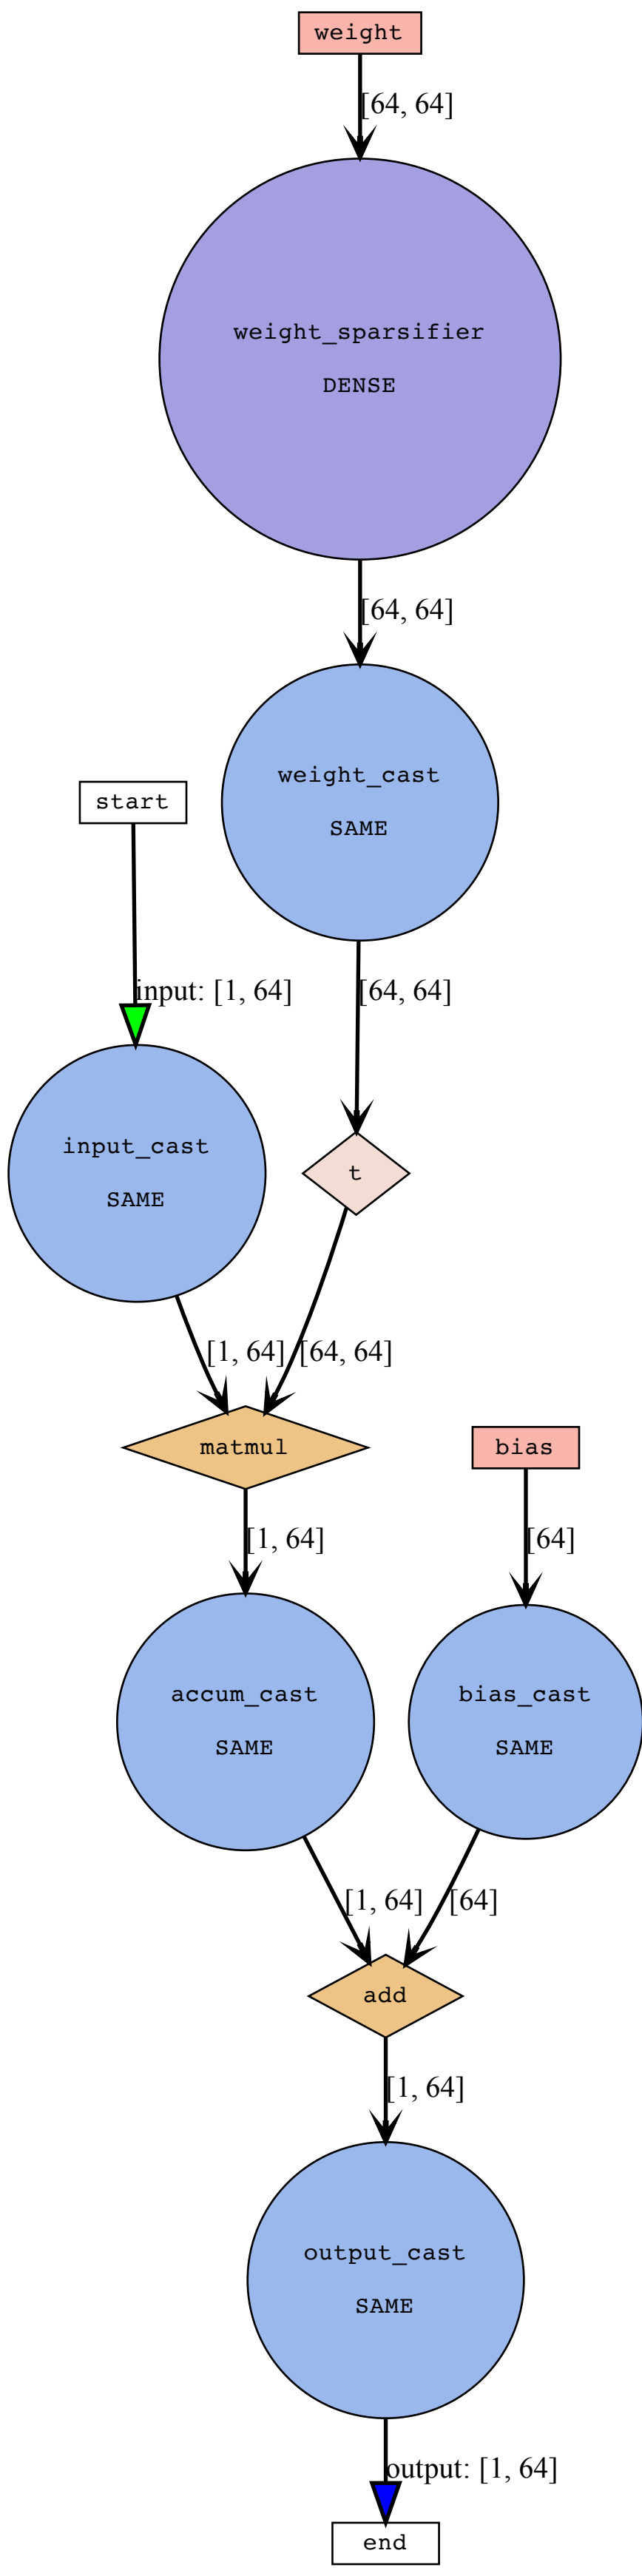 weight
[64, 64]
weight_sparsifier
DENSE
[64, 64]
weight_cast
SAME
start
input: [1, 64]
[64, 64]
input_cast
SAME
t
[1, 64]
[64, 64]
matmul
bias
[1, 64]
[64]
accum_cast
SAME
bias_cast
SAME
[1, 64]
[64]
add
[1, 64]
output_cast
SAME
output: [1, 64]
end